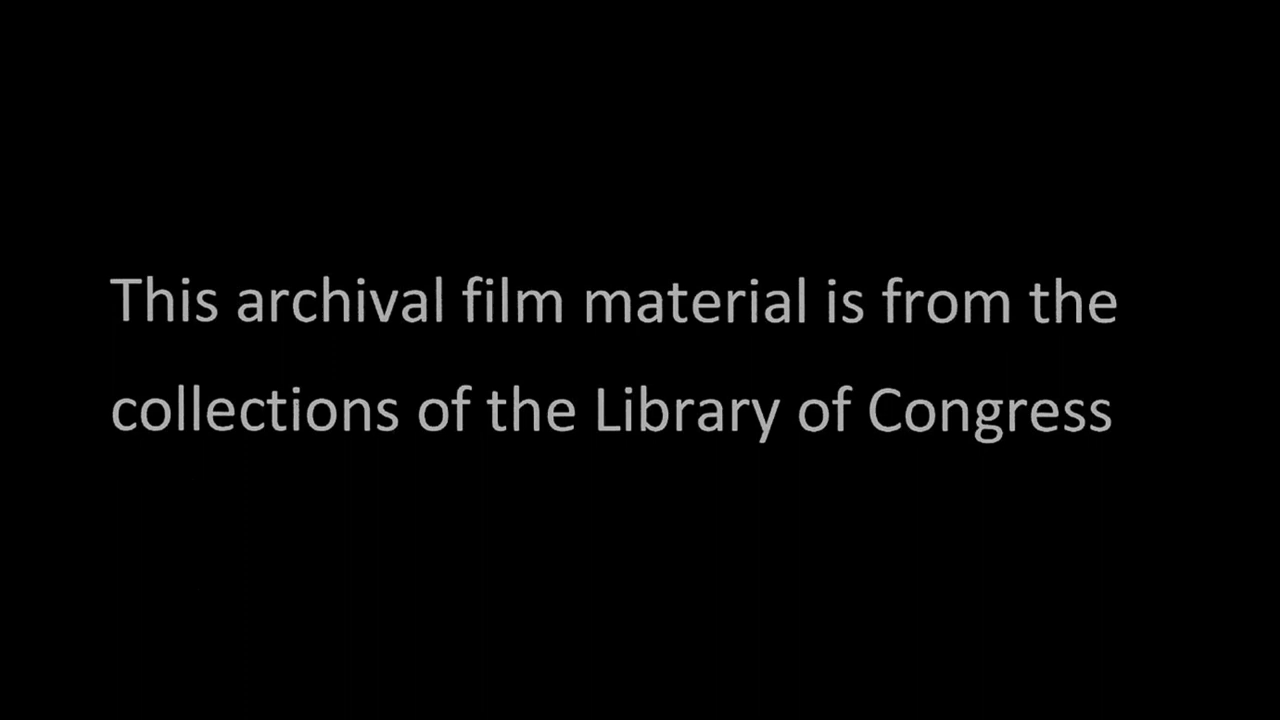 This archival film material is from the
collections of the Library of Congress